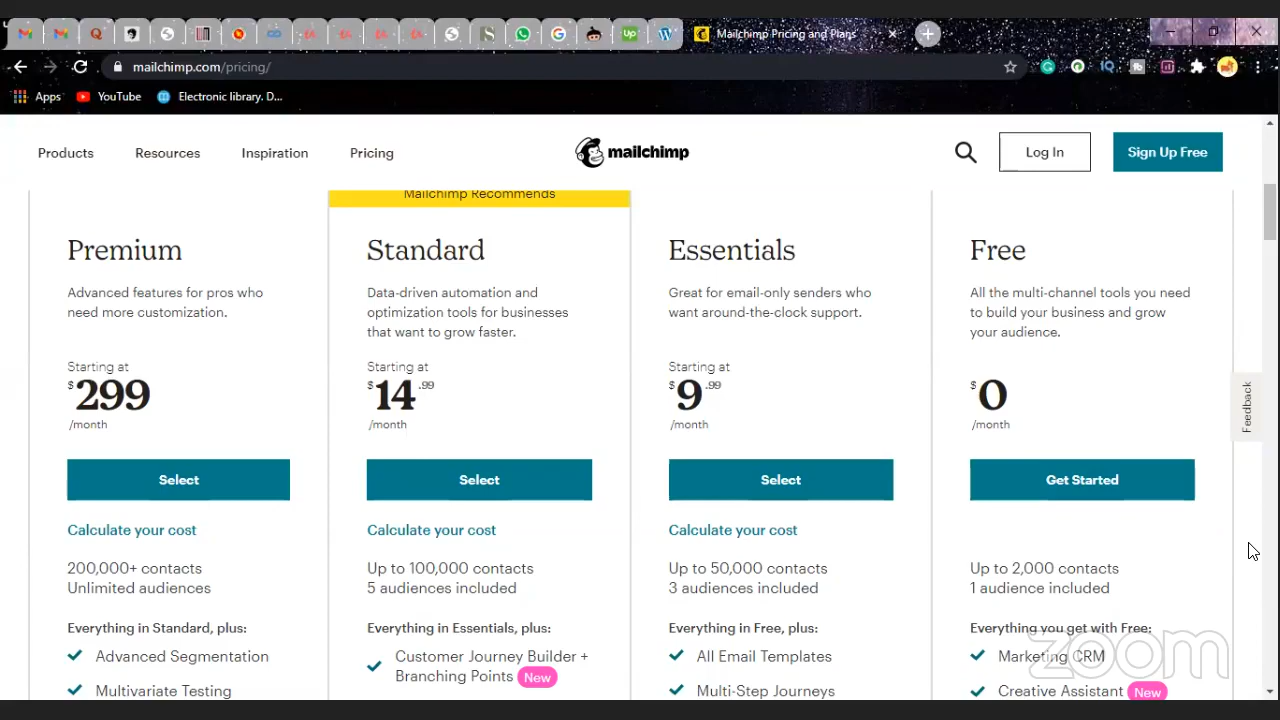 Mailchimp Pricing and Plans
mailchimp.com/pricing/
Apps
YouTube
Electronic library. D...
Products
Resources
Inspiration
Pricing
mailchimp
Log In
Sign Up Free
Mailchimp Recommends
Premium
Advanced features for pros who
need more customization.
Starting at
$299
/month
Select
Calculate your cost
200,000+ contacts
Unlimited audiences
Everything in Standard, plus:
Advanced Segmentation
Multivariate Testing
Standard
Data-driven automation and
optimization tools for businesses
that want to grow faster.
Starting at
$14.99
/month
Select
Calculate your cost
Up to 100,000 contacts
5 audiences included
Everything in Essentials, plus:
Customer Journey Builder +
Branching Points New
Essentials
Great for email-only senders who
want around-the-clock support.
Starting at
$9.99
/month
Select
Calculate your cost
Up to 50,000 contacts
3 audiences included
Everything in Free, plus:
All Email Templates
Multi-Step Journeys
Free
All the multi-channel tools you need
to build your business and grow
your audience.
$0
/month
Get Started
Up to 2,000 contacts
1 audience included
Everything you get with Free:
Marketing CRM
Creative Assistant New
Feedback
zoom